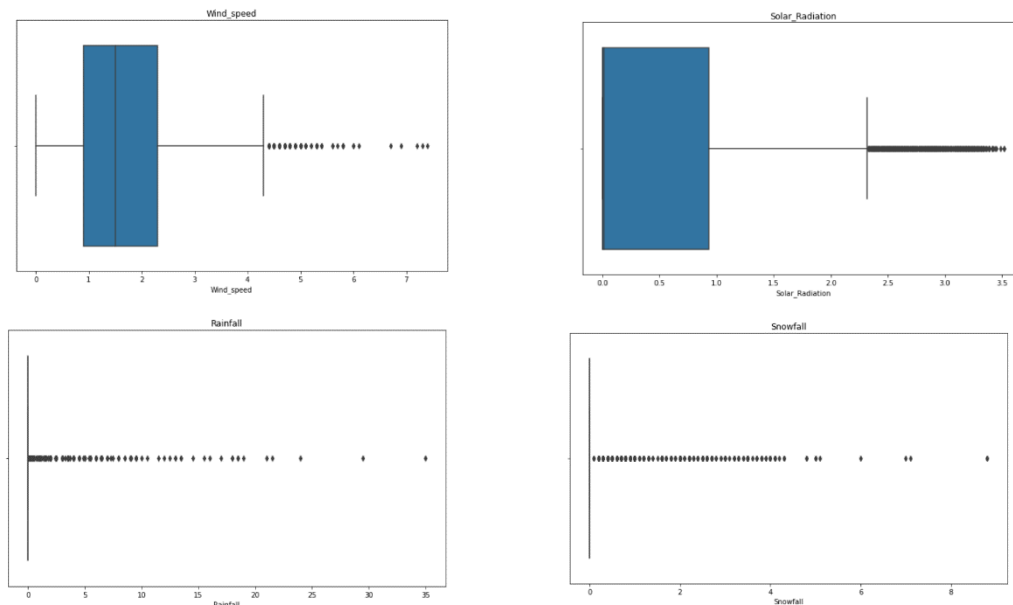 Wind_speed
0 1 2 3 4 5 6 7
Wind_speed
Solar_Radiation
0.0 0.5 1.0 1.5 2.0 2.5 3.0 3.5
Solar_Radiation
Rainfall
0 5 10 15 20 25 30 35
Rainfall
Snowfall
0 2 4 6 8
Snowfall